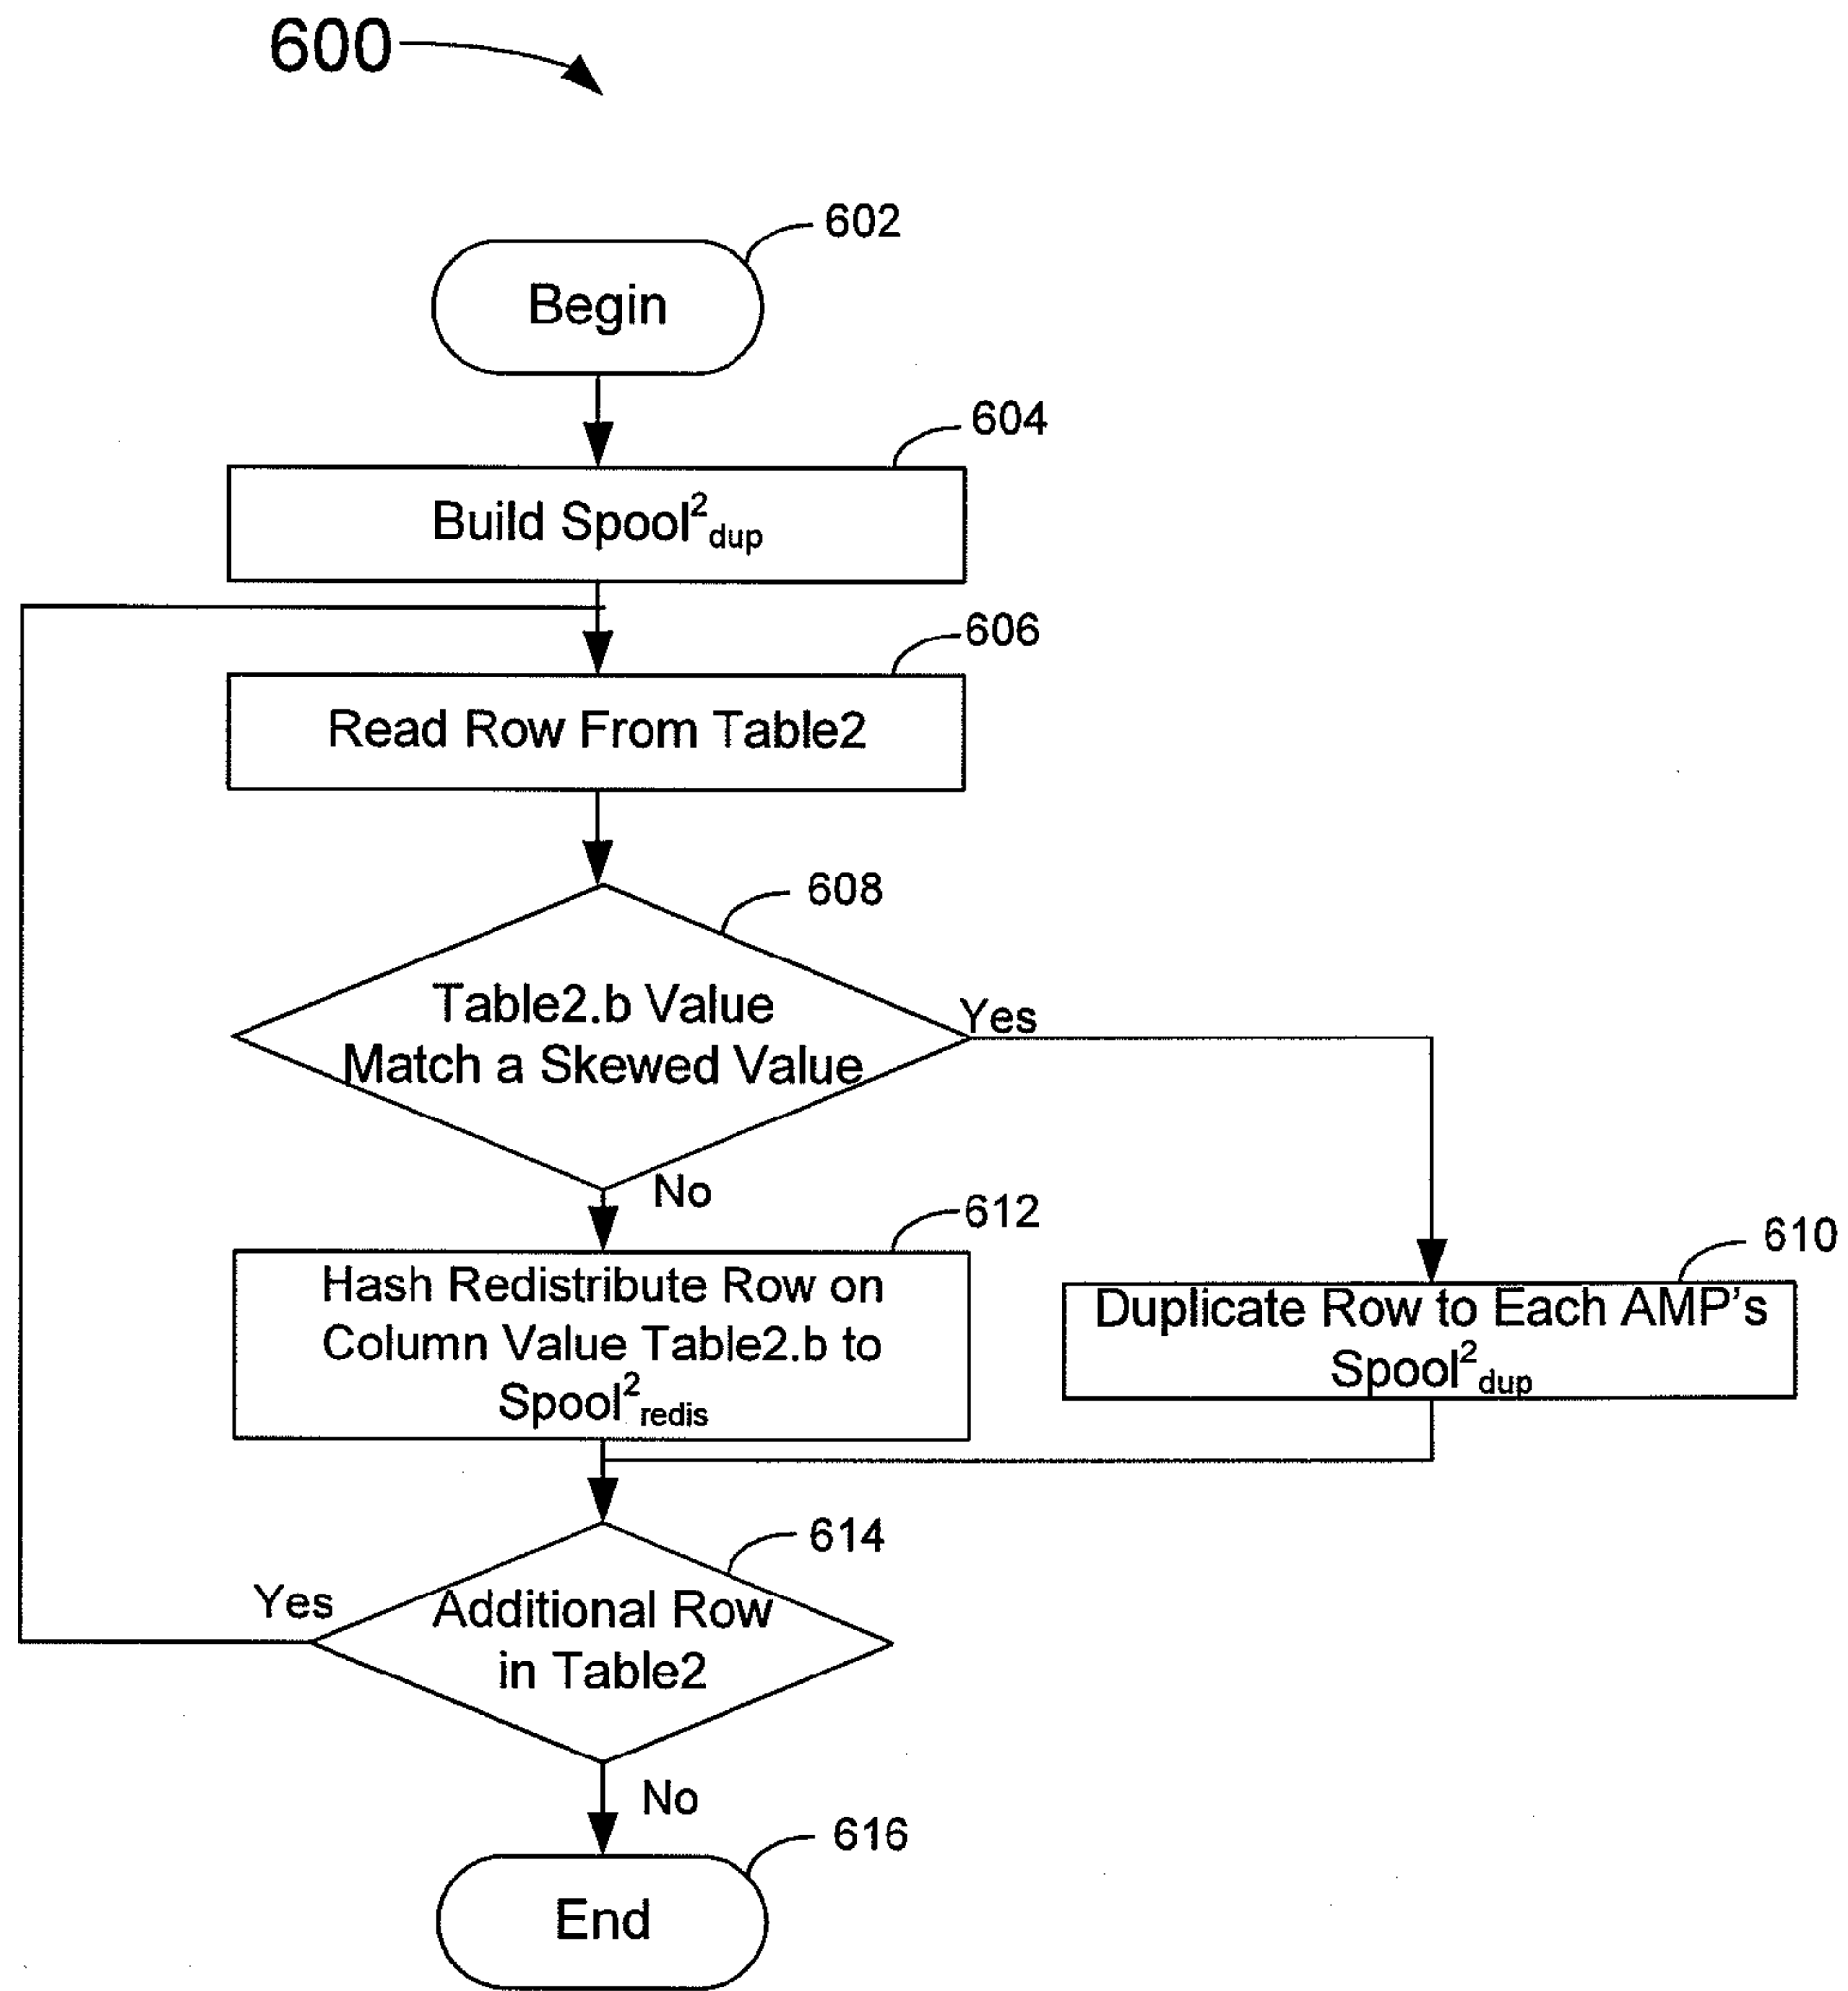 600
602
Begin
604
Build Spool²dup
606
Read Row From Table2
608
Table2.b Value
Match a Skewed Value
Yes
No
612
Hash Redistribute Row on
Column Value Table2.b to
Spool²redis
610
Duplicate Row to Each AMP's
Spool²dup
614
Yes
Additional Row
in Table2
No
616
End